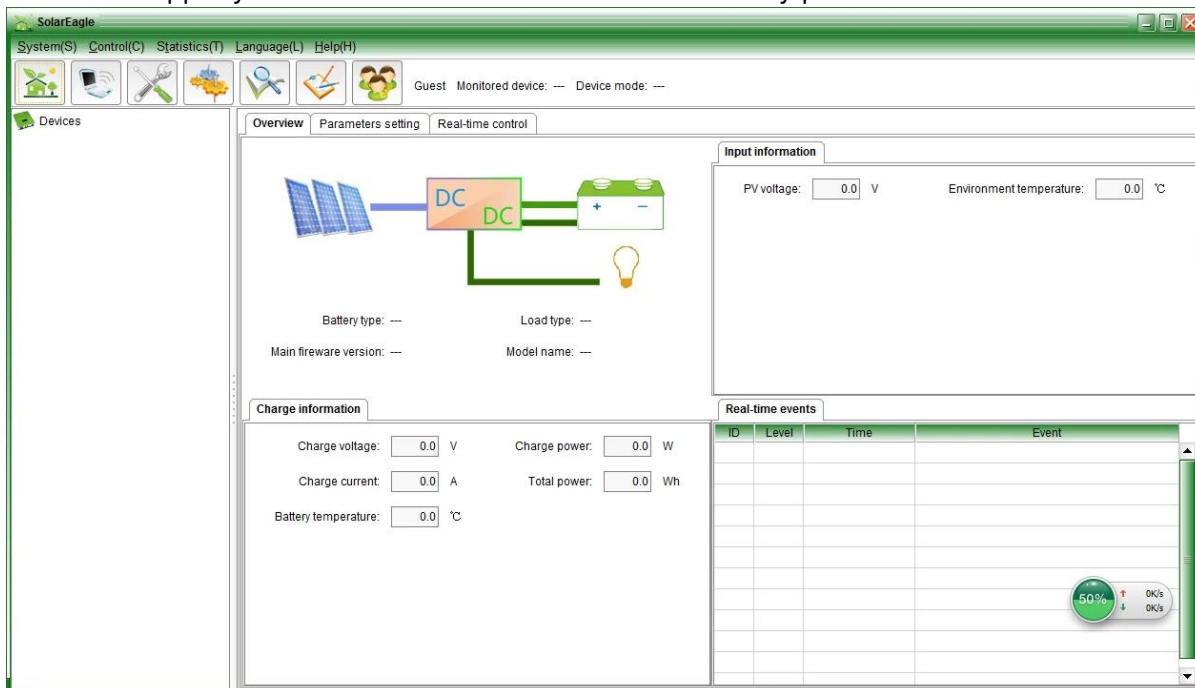 SolarEagle
System(S) Control(C) Statistics(T) Language(L) Help(H)
Guest Monitored device: --- Device mode: ---
Devices
Overview Parameters setting Real-time control
DC
DC
+ −
Battery type: --- Load type: ---
Main fireware version: --- Model name: ---
Input information
PV voltage: 0.0 V Environment temperature: 0.0 ℃
Charge information
Charge voltage: 0.0 V Charge power: 0.0 W
Charge current: 0.0 A Total power: 0.0 Wh
Battery temperature: 0.0 ℃
Real-time events
ID Level Time Event
50% ↑ 0K/s
↓ 0K/s